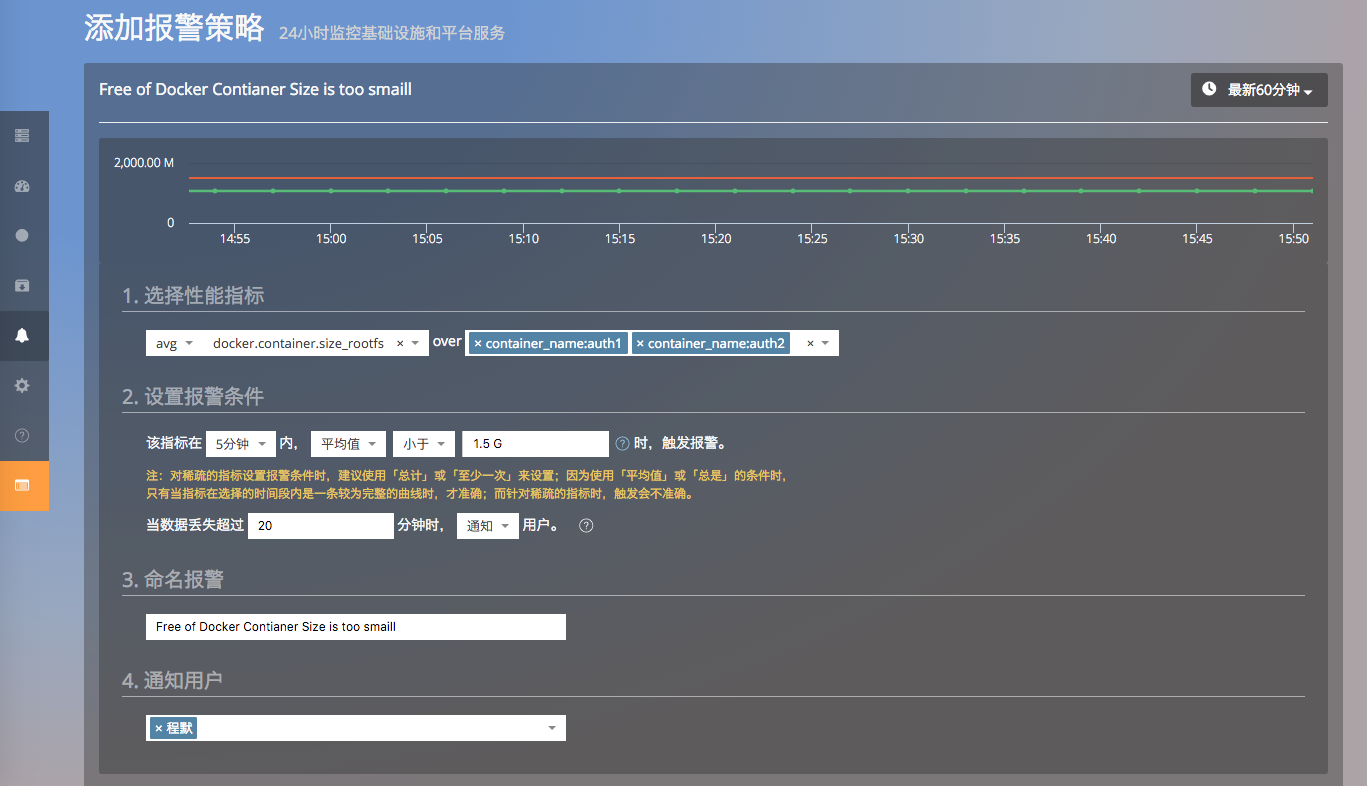 添加报警策略 24小时监控基础设施和平台服务
Free of Docker Contianer Size is too smaill 最新60分钟
2,000.00 M
0
14:55 15:00 15:05 15:10 15:15 15:20 15:25 15:30 15:35 15:40 15:45 15:50
1. 选择性能指标
avg docker.container.size_rootfs × over × container_name:auth1 × container_name:auth2 ×
2. 设置报警条件
该指标在 5分钟 内， 平均值 小于 1.5 G ? 时，触发报警。
注：对稀疏的指标设置报警条件时，建议使用「总计」或「至少一次」来设置；因为使用「平均值」或「总是」的条件时，
只有当指标在选择的时间段内是一条较为完整的曲线时，才准确；而针对稀疏的指标时，触发会不准确。
当数据丢失超过 20 分钟时， 通知 用户。 ?
3. 命名报警
Free of Docker Contianer Size is too smaill
4. 通知用户
× 程默